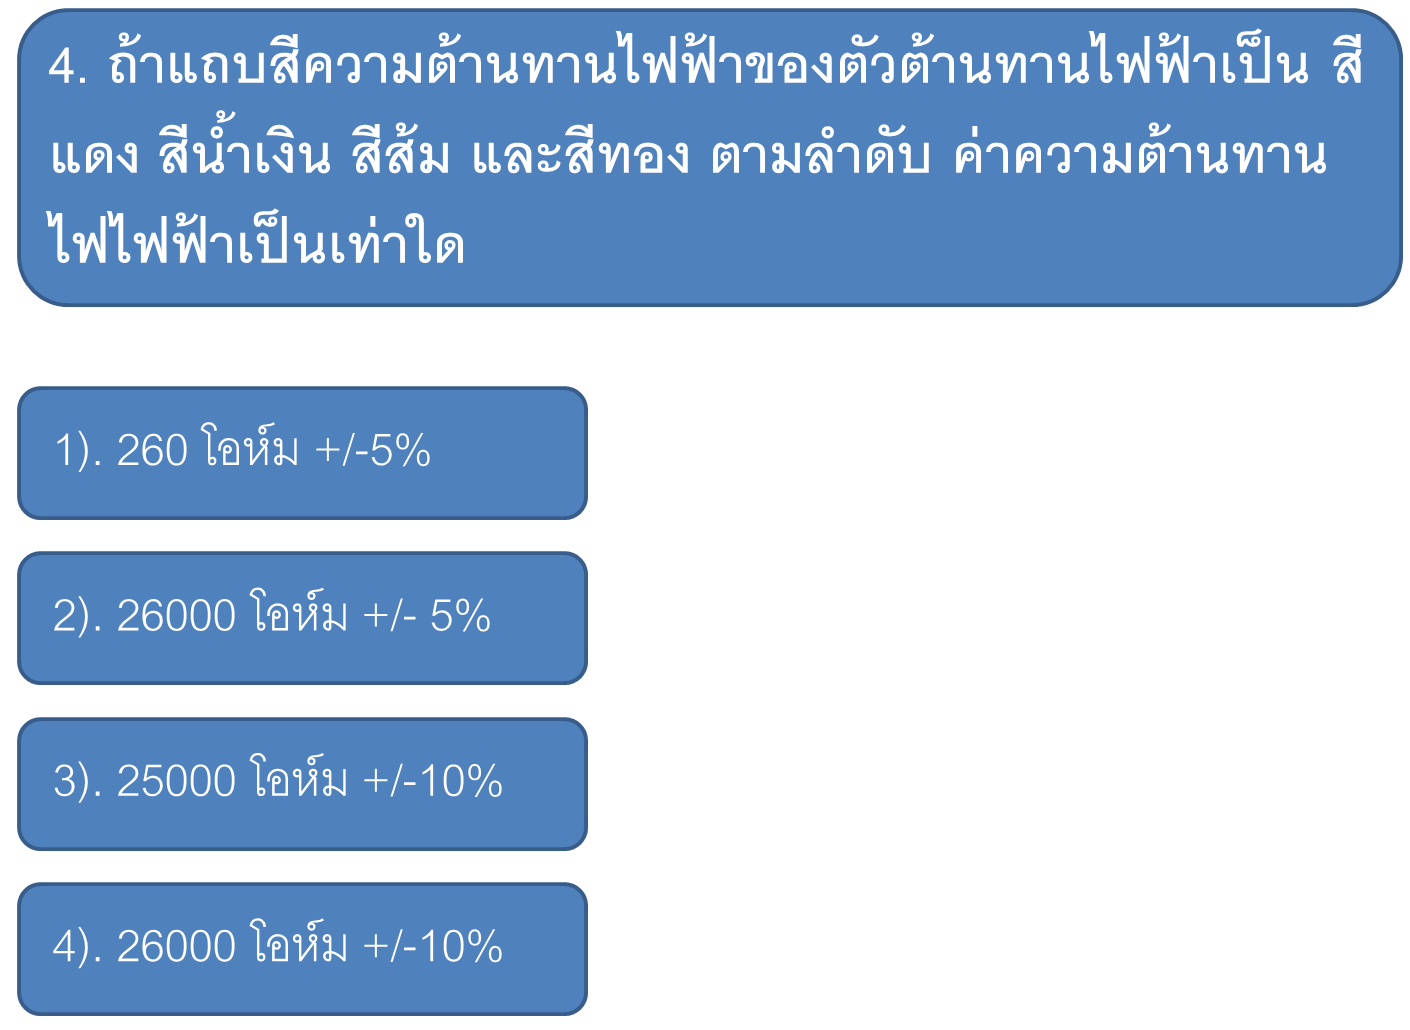 4. ถ้าแถบสีความต้านทานไฟฟ้าของตัวต้านทานไฟฟ้าเป็น สี
แดง สีน้ำเงิน สีส้ม และสีทอง ตามลำดับ ค่าความต้านทาน
ไฟไฟฟ้าเป็นเท่าใด
1). 260 โอห์ม +/-5%
2). 26000 โอห์ม +/- 5%
3). 25000 โอห์ม +/-10%
4). 26000 โอห์ม +/-10%